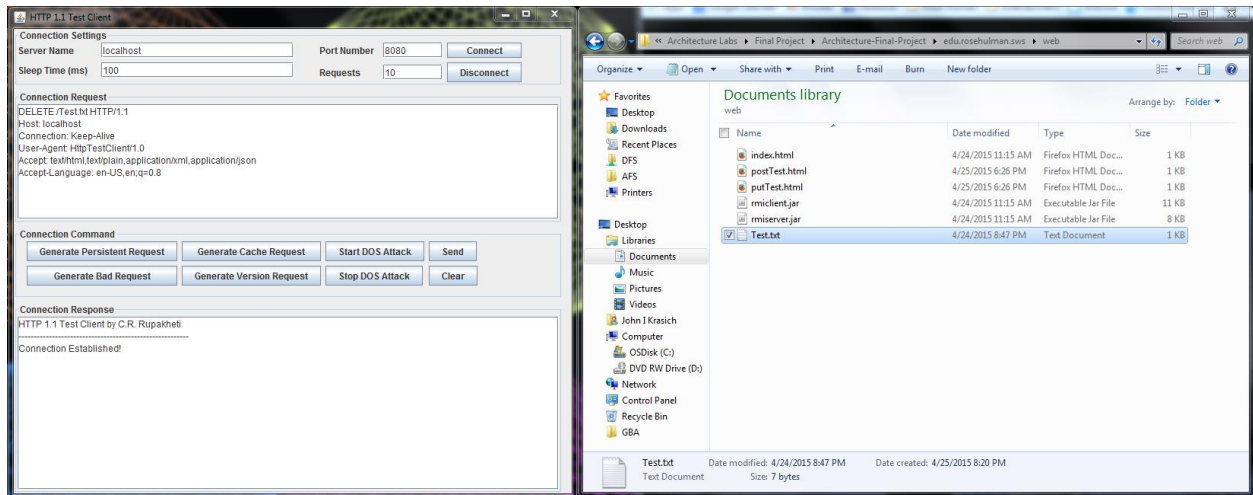 HTTP 1.1 Test Client
Connection Settings
Server Name localhost Port Number 8080 Connect
Sleep Time (ms) 100 Requests 10 Disconnect
Connection Request
DELETE /Test.txt HTTP/1.1
Host: localhost
Connection: Keep-Alive
User-Agent: HttpTestClient/1.0
Accept: text/html,text/plain,application/xml,application/json
Accept-Language: en-US,en;q=0.8
Connection Command
Generate Persistent Request Generate Cache Request Start DOS Attack Send
Generate Bad Request Generate Version Request Stop DOS Attack Clear
Connection Response
HTTP 1.1 Test Client by C.R. Rupakheti
----------------------------------------------------------
Connection Established!
« Architecture Labs Final Project Architecture-Final-Project edu.rosehulman.sws web Search web
Organize Open Share with Print E-mail Burn New folder
Favorites
Desktop
Downloads
Recent Places
DFS
AFS
Printers
Desktop
Libraries
Documents
Music
Pictures
Videos
John I Krasich
Computer
OSDisk (C:)
DVD RW Drive (D:)
Network
Control Panel
Recycle Bin
GBA
Documents library
web
Arrange by: Folder
Name Date modified Type Size
index.html 4/24/2015 11:15 AM Firefox HTML Doc... 1 KB
postTest.html 4/25/2015 6:26 PM Firefox HTML Doc... 1 KB
putTest.html 4/25/2015 6:26 PM Firefox HTML Doc... 1 KB
rmiclient.jar 4/24/2015 11:15 AM Executable Jar File 11 KB
rmiserver.jar 4/24/2015 11:15 AM Executable Jar File 8 KB
Test.txt 4/24/2015 8:47 PM Text Document 1 KB
Test.txt Date modified: 4/24/2015 8:47 PM Date created: 4/25/2015 8:20 PM
Text Document Size: 7 bytes